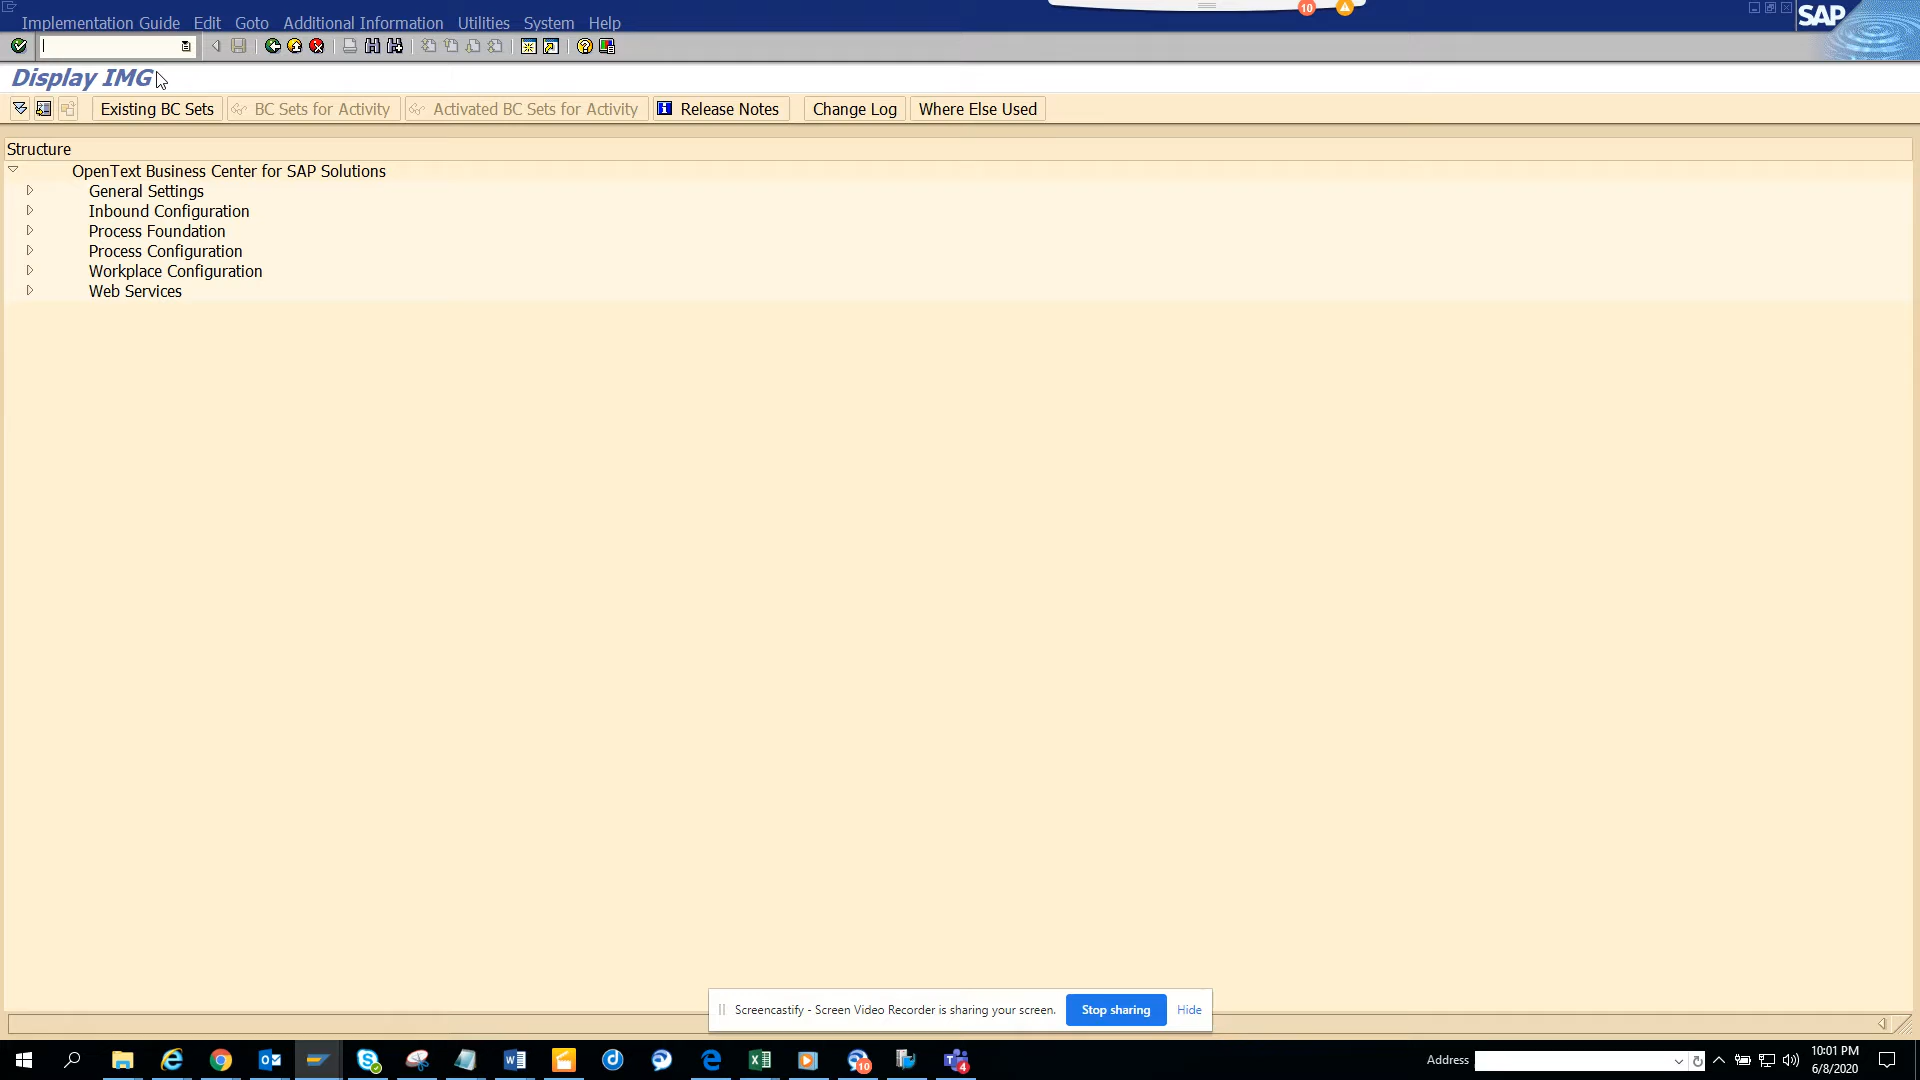 Implementation Guide Edit Goto Additional Information Utilities System Help
10
SAP
Display IMG
Existing BC Sets BC Sets for Activity Activated BC Sets for Activity Release Notes Change Log Where Else Used
Structure
OpenText Business Center for SAP Solutions
General Settings
Inbound Configuration
Process Foundation
Process Configuration
Workplace Configuration
Web Services
Screencastify - Screen Video Recorder is sharing your screen. Stop sharing Hide
Address
10
4
10:01 PM
6/8/2020